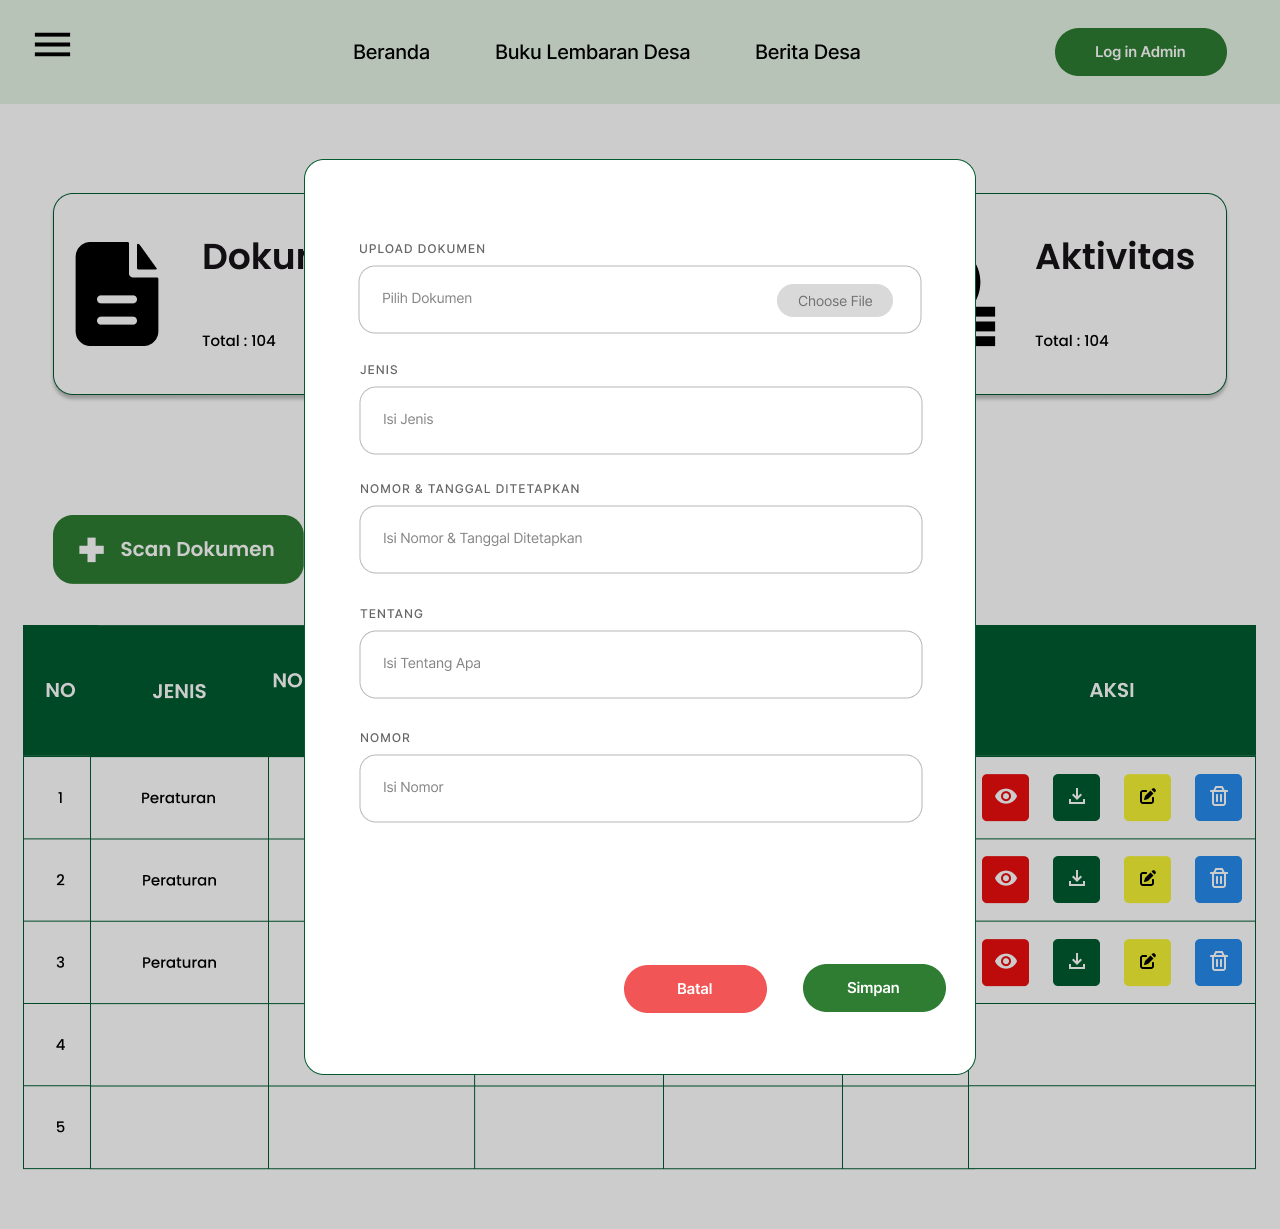 Beranda
Buku Lembaran Desa
Berita Desa
Log in Admin
Aktivitas
Total : 104
Total : 104
UPLOAD DOKUMEN
Pilih Dokumen
Choose File
JENIS
Isi Jenis
NOMOR & TANGGAL DITETAPKAN
Isi Nomor & Tanggal Ditetapkan
Scan Dokumen
TENTANG
Isi Tentang Apa
NO
JENIS
NO
AKSI
NOMOR
Isi Nomor
1
Peraturan
2
Peraturan
3
Peraturan
Batal
Simpan
4
5